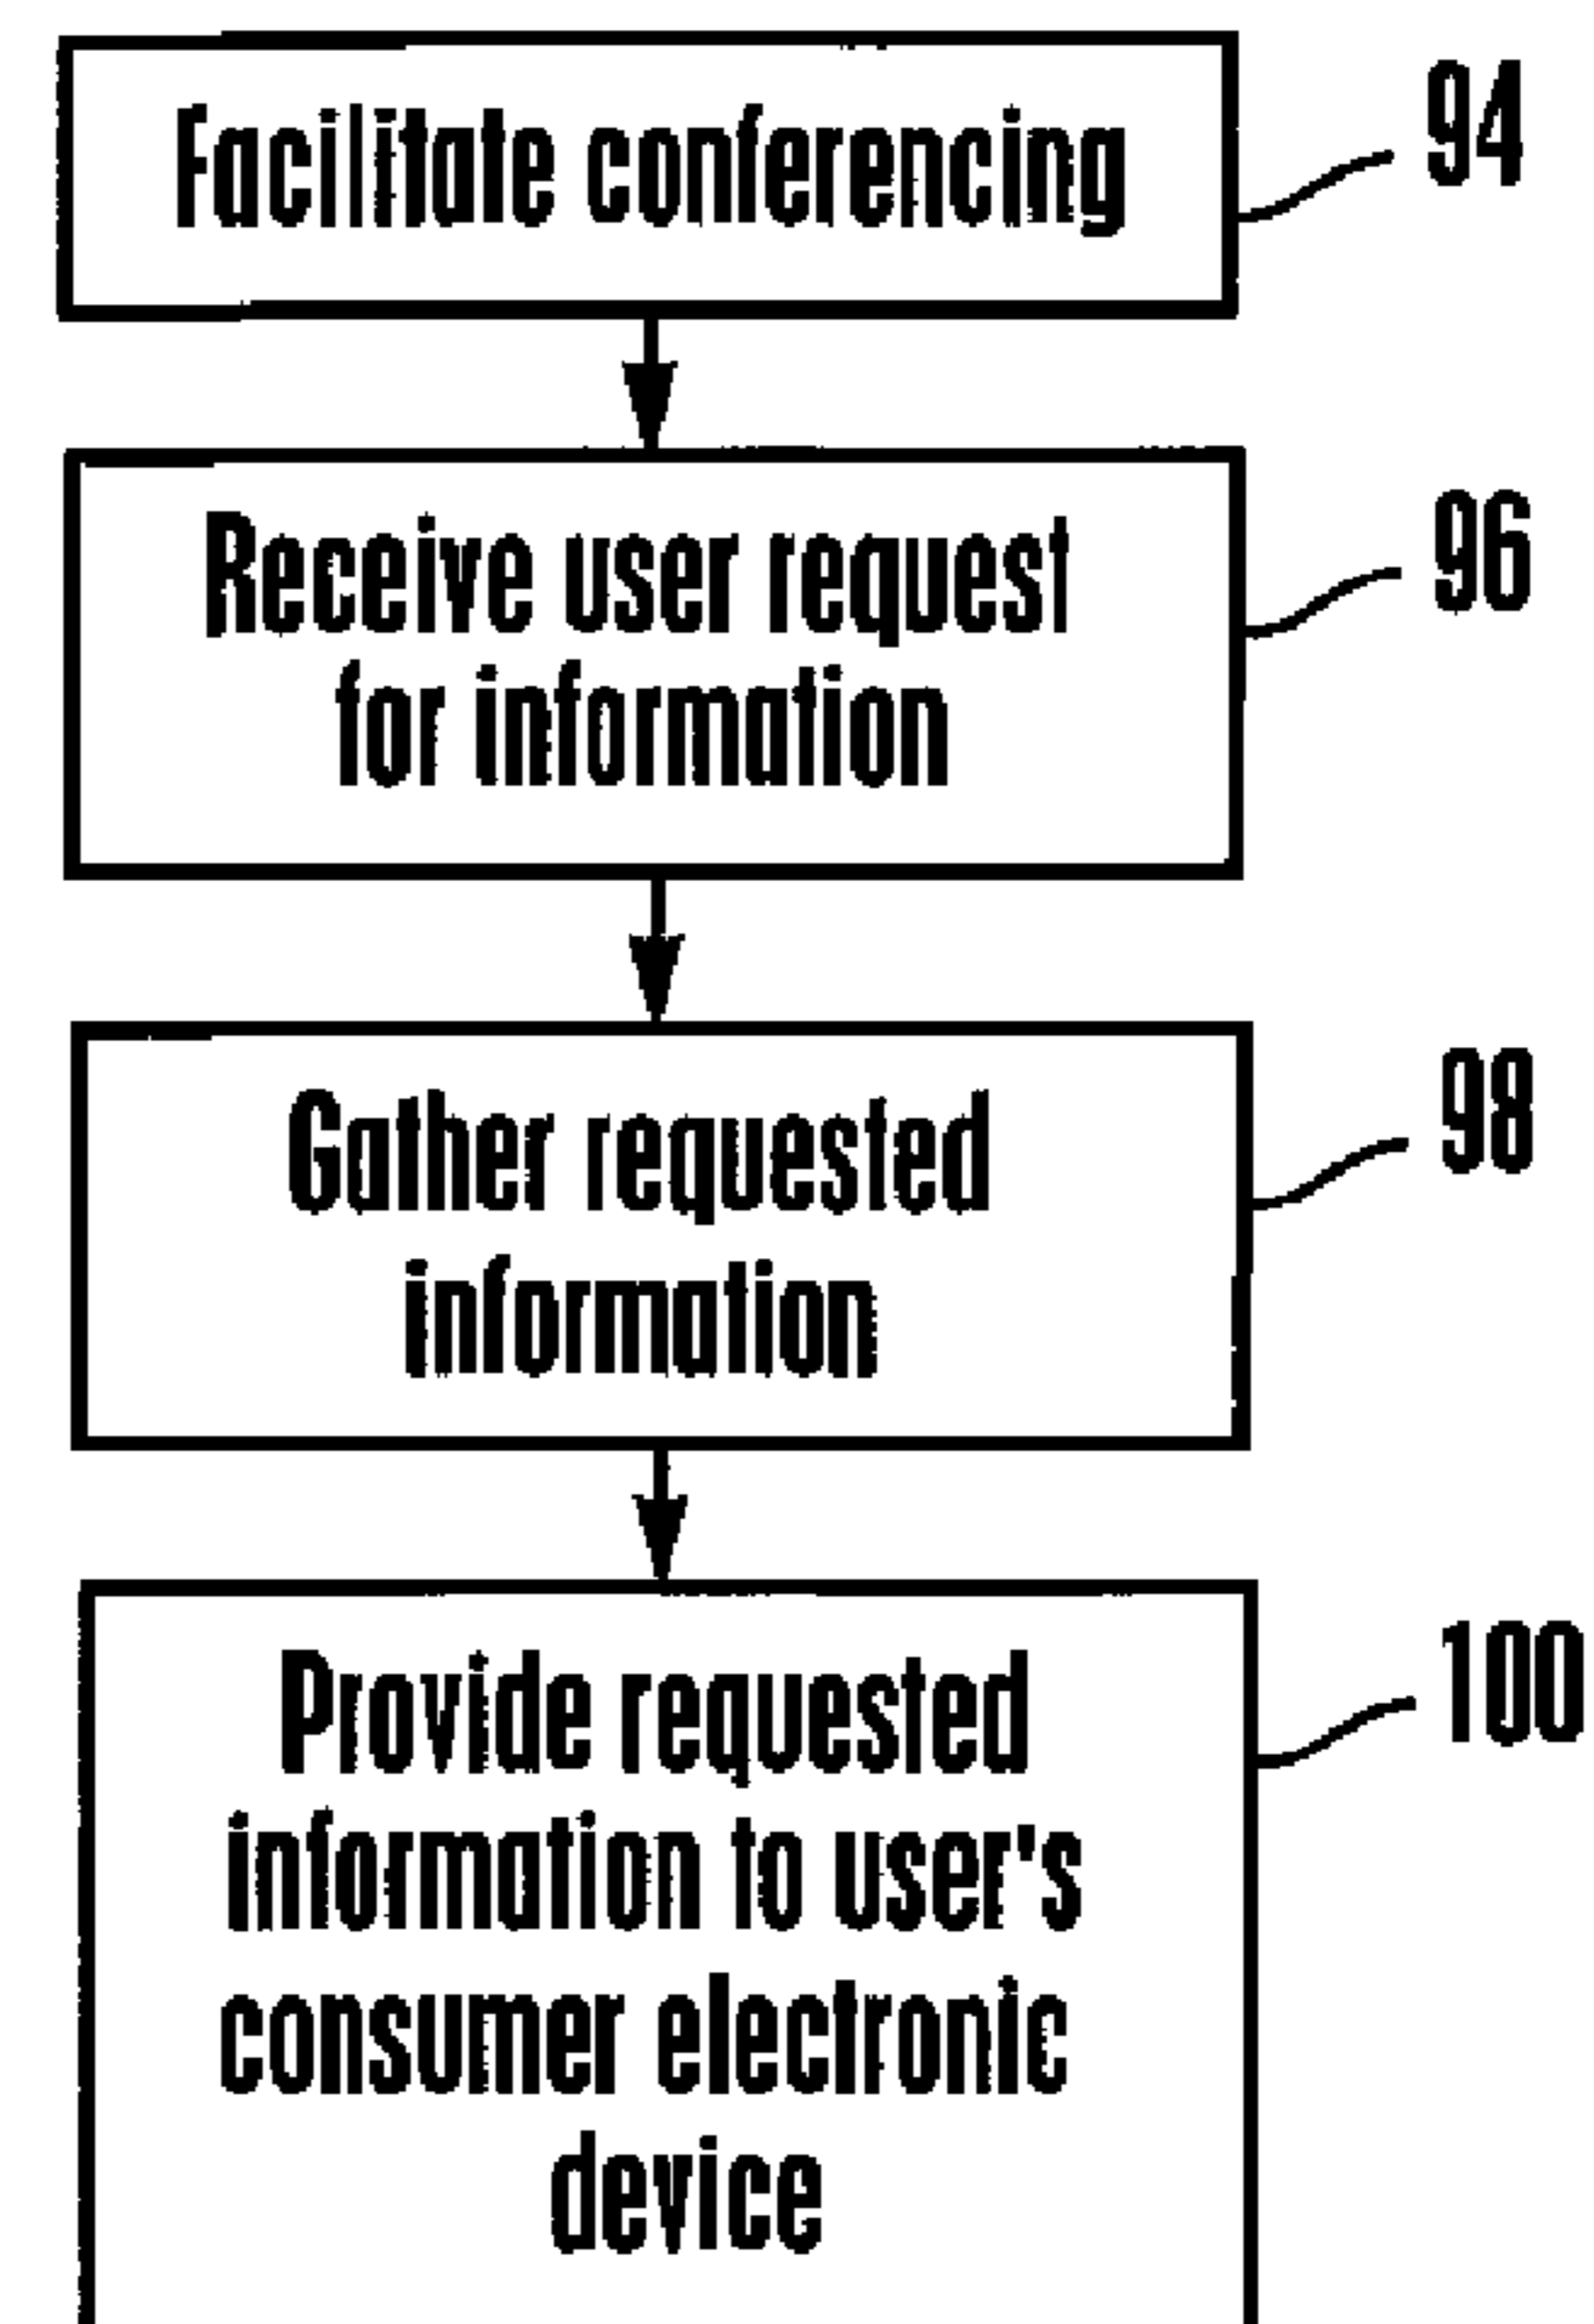 Facilitate conferencing
94
Receive user request
for information
96
Gather requested
information
98
Provide requested
information to user's
consumer electronic
device
100